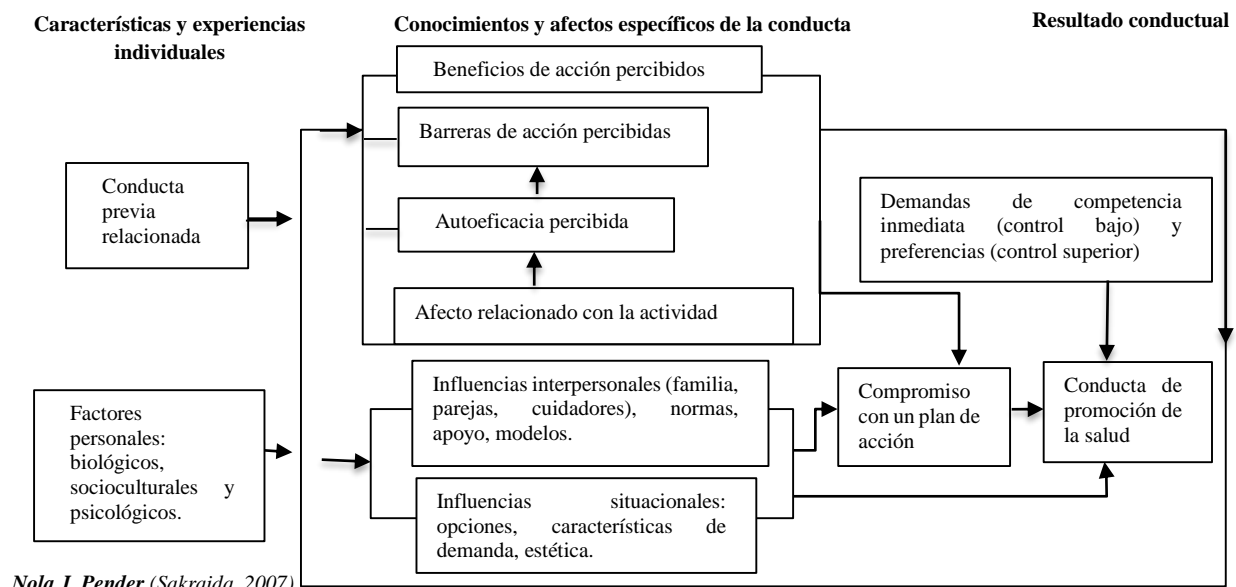 Características y experiencias
individuales
Conocimientos y afectos específicos de la conducta
Resultado conductual
Beneficios de acción percibidos
Barreras de acción percibidas
Conducta
previa
relacionada
Autoeficacia percibida
Demandas de competencia
inmediata (control bajo) y
preferencias (control superior)
Afecto relacionado con la actividad
Factores
personales:
biológicos,
socioculturales y
psicológicos.
Influencias interpersonales (familia,
parejas, cuidadores), normas,
apoyo, modelos.
Compromiso
con un plan de
acción
Conducta de
promoción de
la salud
Influencias situacionales:
opciones, características de
demanda, estética.
Nola J. Pender (Sakraida, 2007)